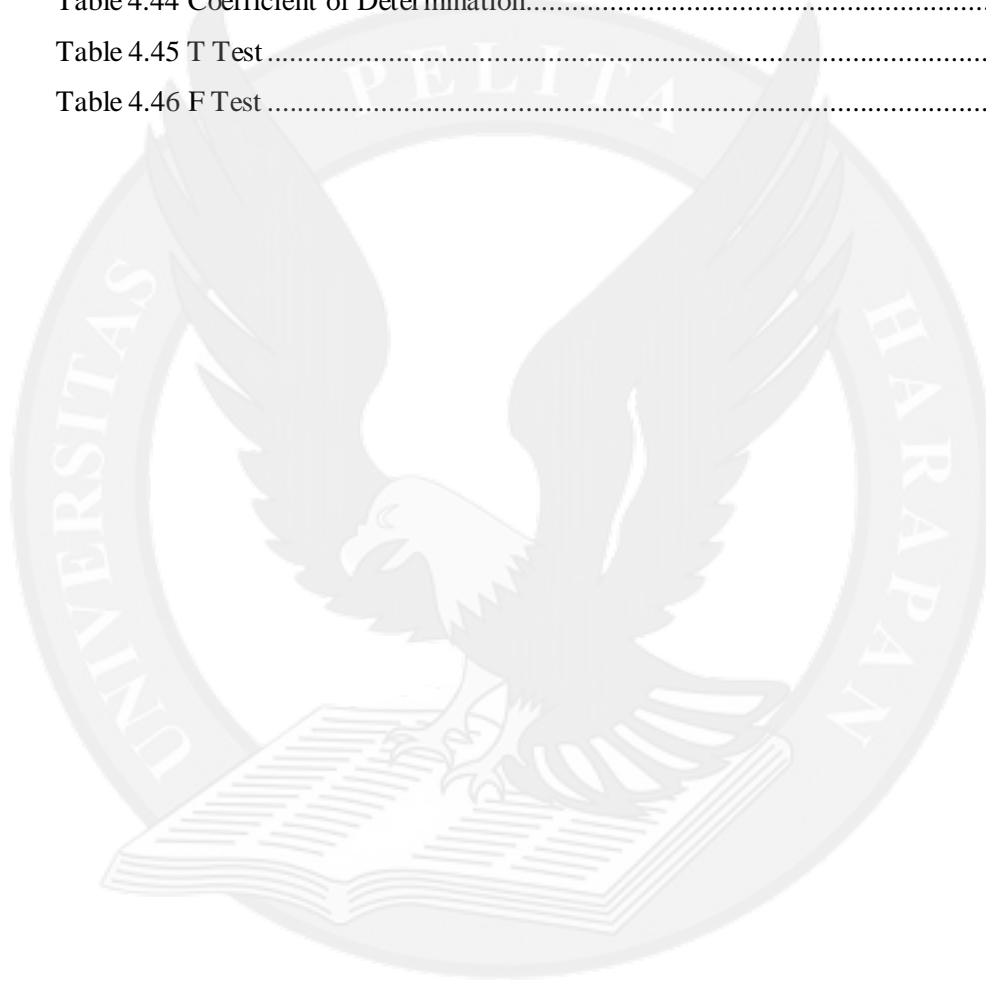 Table 4.44 Coefficient of Determination..........................................................
Table 4.45 T Test ..................................................................................................
Table 4.46 F Test ..................................................................................................
UNIVERSITAS PELITA HARAPAN